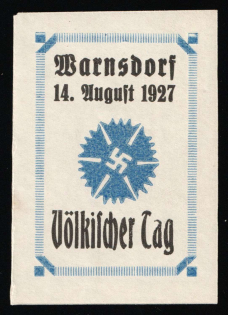 Warnsdorf
14. August 1927
Völkischer Tag